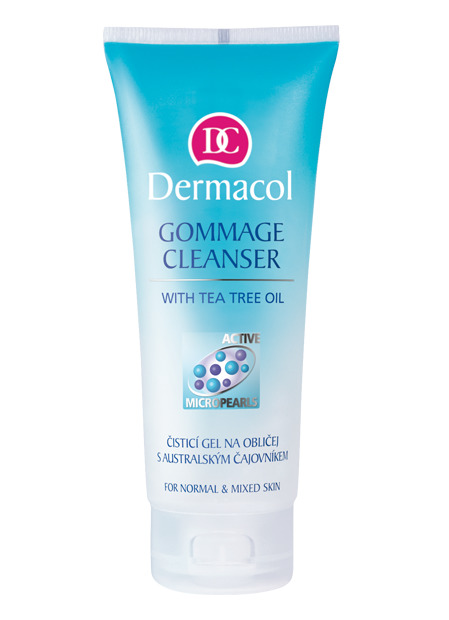 DC
Dermacol
GOMMAGE
CLEANSER
WITH TEA TREE OIL
ACTIVE
MICROPEARLS
ČISTICÍ GEL NA OBLIČEJ
S AUSTRALSKÝM ČAJOVNÍKEM
FOR NORMAL & MIXED SKIN